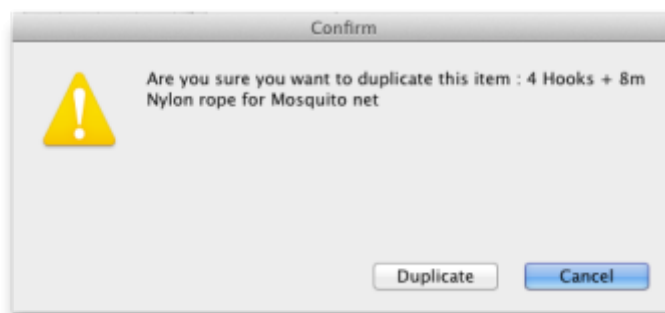 Confirm
Are you sure you want to duplicate this item : 4 Hooks + 8m
Nylon rope for Mosquito net
Duplicate
Cancel